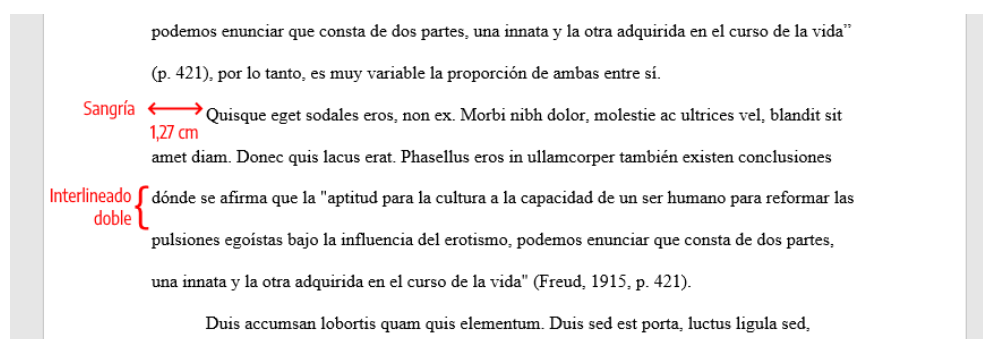 podemos enunciar que consta de dos partes, una innata y la otra adquirida en el curso de la vida”
(p. 421), por lo tanto, es muy variable la proporción de ambas entre sí.
Sangría
1,27 cm
Quisque eget sodales eros, non ex. Morbi nibh dolor, molestie ac ultrices vel, blandit sit
amet diam. Donec quis lacus erat. Phasellus eros in ullamcorper también existen conclusiones
Interlineado
doble
dónde se afirma que la "aptitud para la cultura a la capacidad de un ser humano para reformar las
pulsiones egoístas bajo la influencia del erotismo, podemos enunciar que consta de dos partes,
una innata y la otra adquirida en el curso de la vida" (Freud, 1915, p. 421).
Duis accumsan lobortis quam quis elementum. Duis sed est porta, luctus ligula sed,